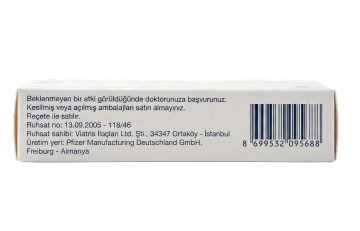 Beklenmeyen bir etki görüldüğünde doktorunuza başvurunuz.
Kesilmiş veya açılmış ambalajları satın almayınız.
Reçete ile satılır.
Ruhsat no: 13.09.2005 - 118/46
Ruhsat sahibi: Viatris İlaçları Ltd. Şti., 34347 Ortaköy - İstanbul
Üretim yeri: Pfizer Manufacturing Deutschland GmbH,
Freiburg - Almanya
8 699532 095688